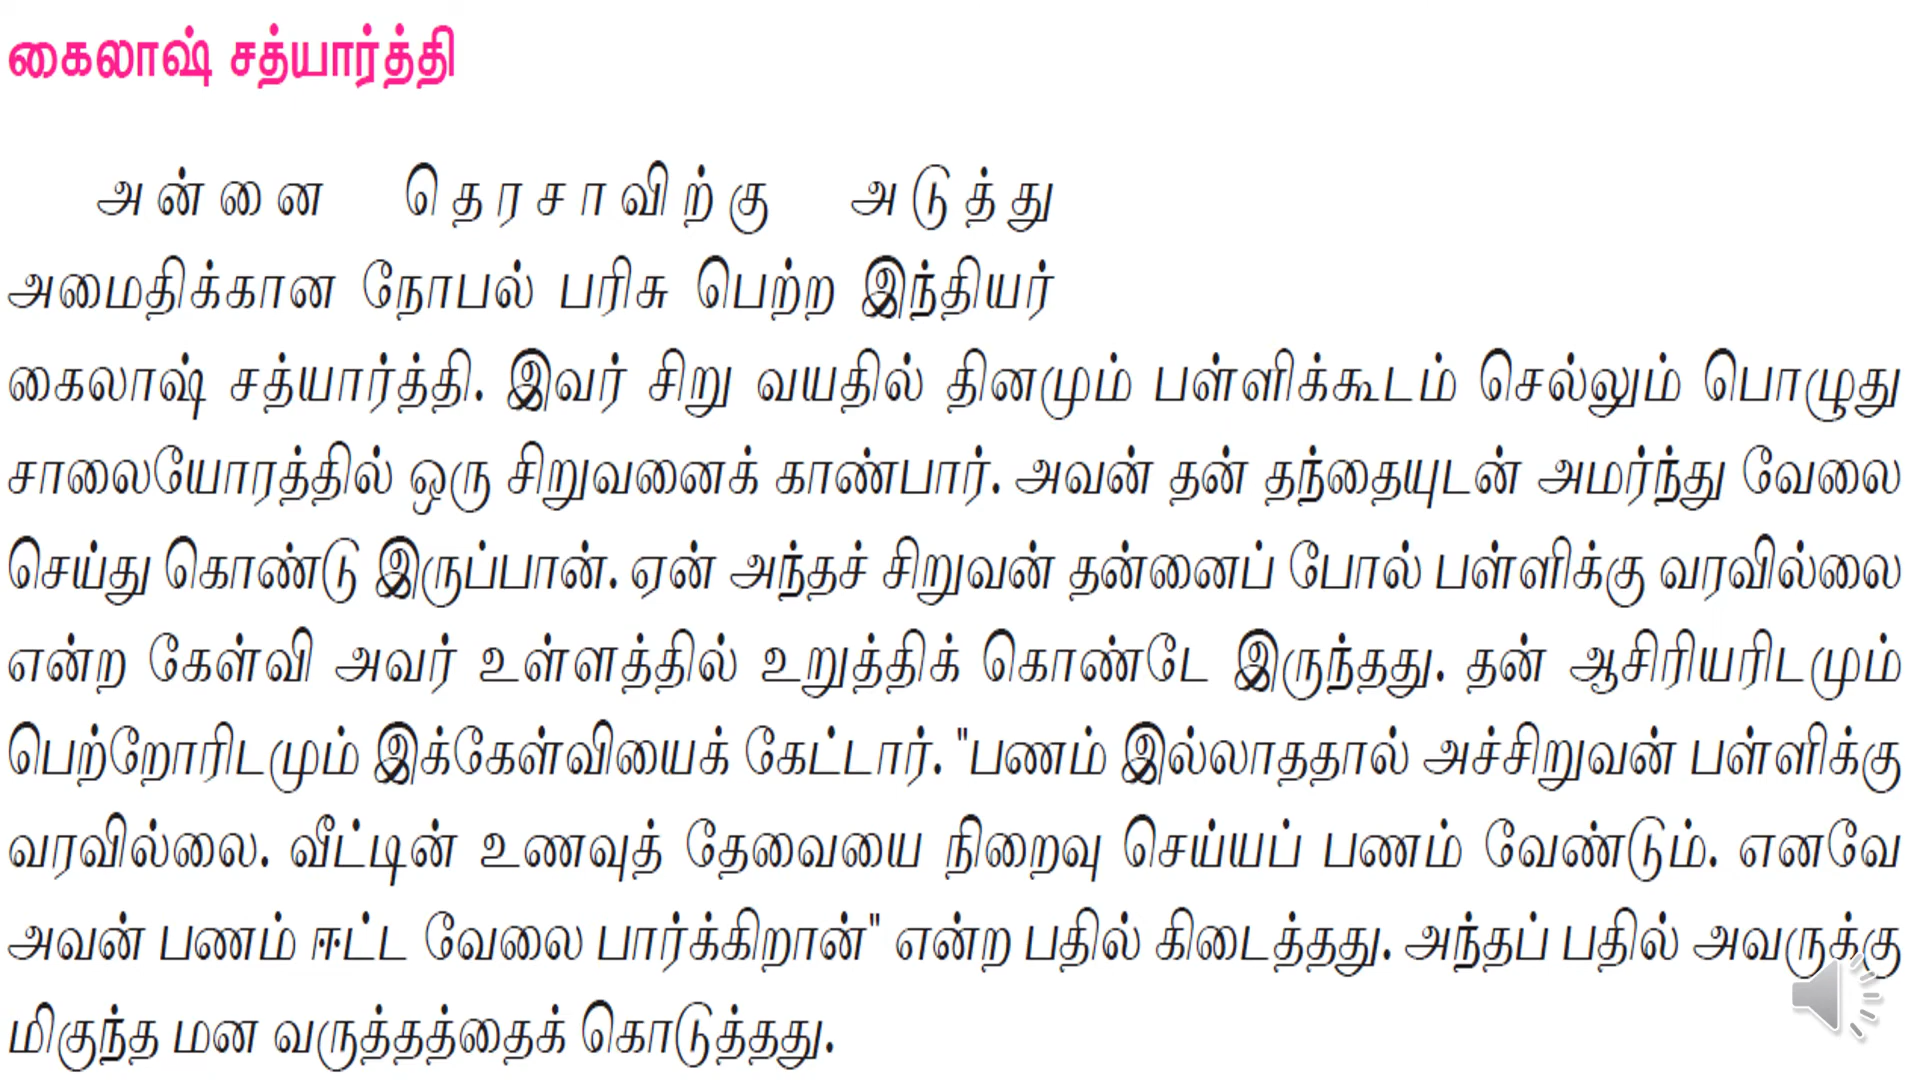 கைலாஷ் சத்யார்த்தி
அன்னை தெரசாவிற்கு அடுத்து
அமைதிக்கான நோபல் பரிசு பெற்ற இந்தியர்
கைலாஷ் சத்யார்த்தி. இவர் சிறு வயதில் தினமும் பள்ளிக்கூடம் செல்லும் பொழுது
சாலையோரத்தில் ஒரு சிறுவனைக் காண்பார். அவன் தன் தந்தையுடன் அமர்ந்து வேலை
செய்து கொண்டு இருப்பான். ஏன் அந்தச் சிறுவன் தன்னைப் போல் பள்ளிக்கு வரவில்லை
என்ற கேள்வி அவர் உள்ளத்தில் உறுத்திக் கொண்டே இருந்தது. தன் ஆசிரியரிடமும்
பெற்றோரிடமும் இக்கேள்வியைக் கேட்டார். "பணம் இல்லாததால் அச்சிறுவன் பள்ளிக்கு
வரவில்லை. வீட்டின் உணவுத் தேவையை நிறைவு செய்யப் பணம் வேண்டும். எனவே
அவன் பணம் ஈட்ட வேலை பார்க்கிறான்" என்ற பதில் கிடைத்தது. அந்தப் பதில் அவருக்கு
மிகுந்த மன வருத்தத்தைக் கொடுத்தது.